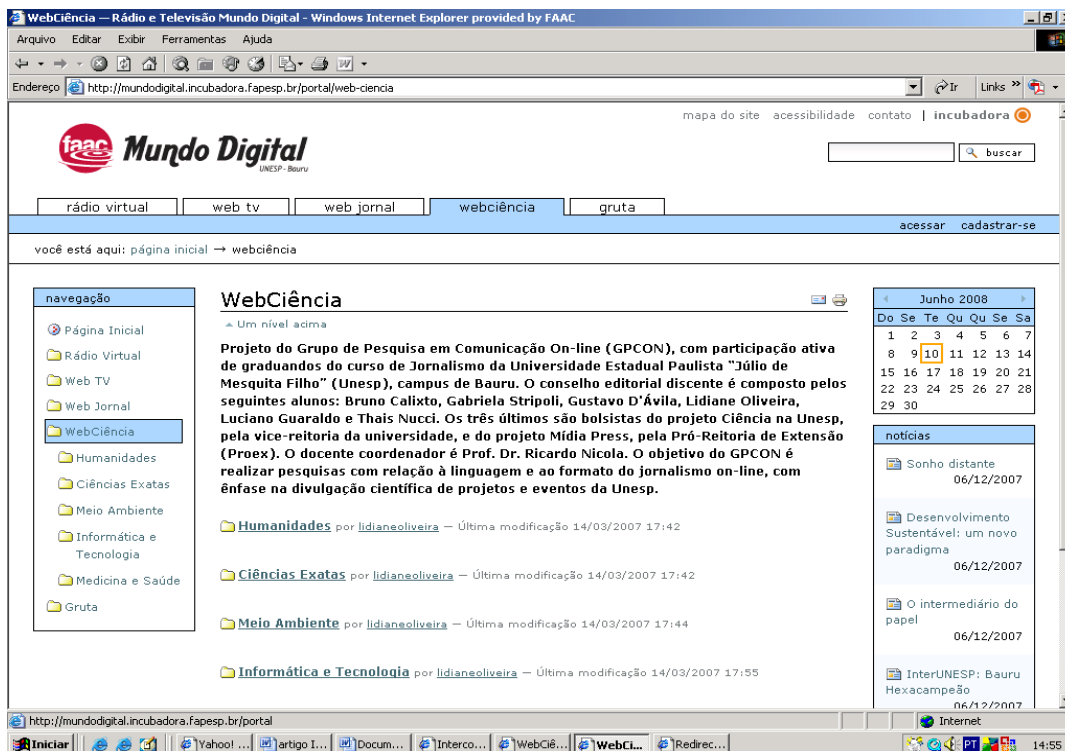 WebCiência — Rádio e Televisão Mundo Digital - Windows Internet Explorer provided by FAAC
Arquivo Editar Exibir Ferramentas Ajuda
Endereço http://mundodigital.incubadora.fapesp.br/portal/web-ciencia Ir Links »
mapa do site acessibilidade contato | incubadora
faac Mundo Digital
UNESP - Bauru
buscar
rádio virtual web tv web jornal webciência gruta
acessar cadastrar-se
você está aqui: página inicial → webciência
navegação
Página Inicial
Rádio Virtual
Web TV
Web Jornal
WebCiência
Humanidades
Ciências Exatas
Meio Ambiente
Informática e
Tecnologia
Medicina e Saúde
Gruta
WebCiência
Um nível acima
Projeto do Grupo de Pesquisa em Comunicação On-line (GPCON), com participação ativa
de graduandos do curso de Jornalismo da Universidade Estadual Paulista "Júlio de
Mesquita Filho" (Unesp), campus de Bauru. O conselho editorial discente é composto pelos
seguintes alunos: Bruno Calixto, Gabriela Stripoli, Gustavo D'Ávila, Lidiane Oliveira,
Luciano Guaraldo e Thais Nucci. Os três últimos são bolsistas do projeto Ciência na Unesp,
pela vice-reitoria da universidade, e do projeto Mídia Press, pela Pró-Reitoria de Extensão
(Proex). O docente coordenador é Prof. Dr. Ricardo Nicola. O objetivo do GPCON é
realizar pesquisas com relação à linguagem e ao formato do jornalismo on-line, com
ênfase na divulgação científica de projetos e eventos da Unesp.
Humanidades por lidianeoliveira — Última modificação 14/03/2007 17:42
Ciências Exatas por lidianeoliveira — Última modificação 14/03/2007 17:42
Meio Ambiente por lidianeoliveira — Última modificação 14/03/2007 17:44
Informática e Tecnologia por lidianeoliveira — Última modificação 14/03/2007 17:55
Junho 2008
Do Se Te Qu Qu Se Sa
1 2 3 4 5 6 7
8 9 10 11 12 13 14
15 16 17 18 19 20 21
22 23 24 25 26 27 28
29 30
notícias
Sonho distante
06/12/2007
Desenvolvimento
Sustentável: um novo
paradigma
06/12/2007
O intermediário do
papel
06/12/2007
InterUNESP: Bauru
Hexacampeão
06/12/2007
http://mundodigital.incubadora.fapesp.br/portal Internet
Iniciar Yahoo! ... artigo I... Docum... Interco... WebCiê... WebCi... Redirec... PT 14:55